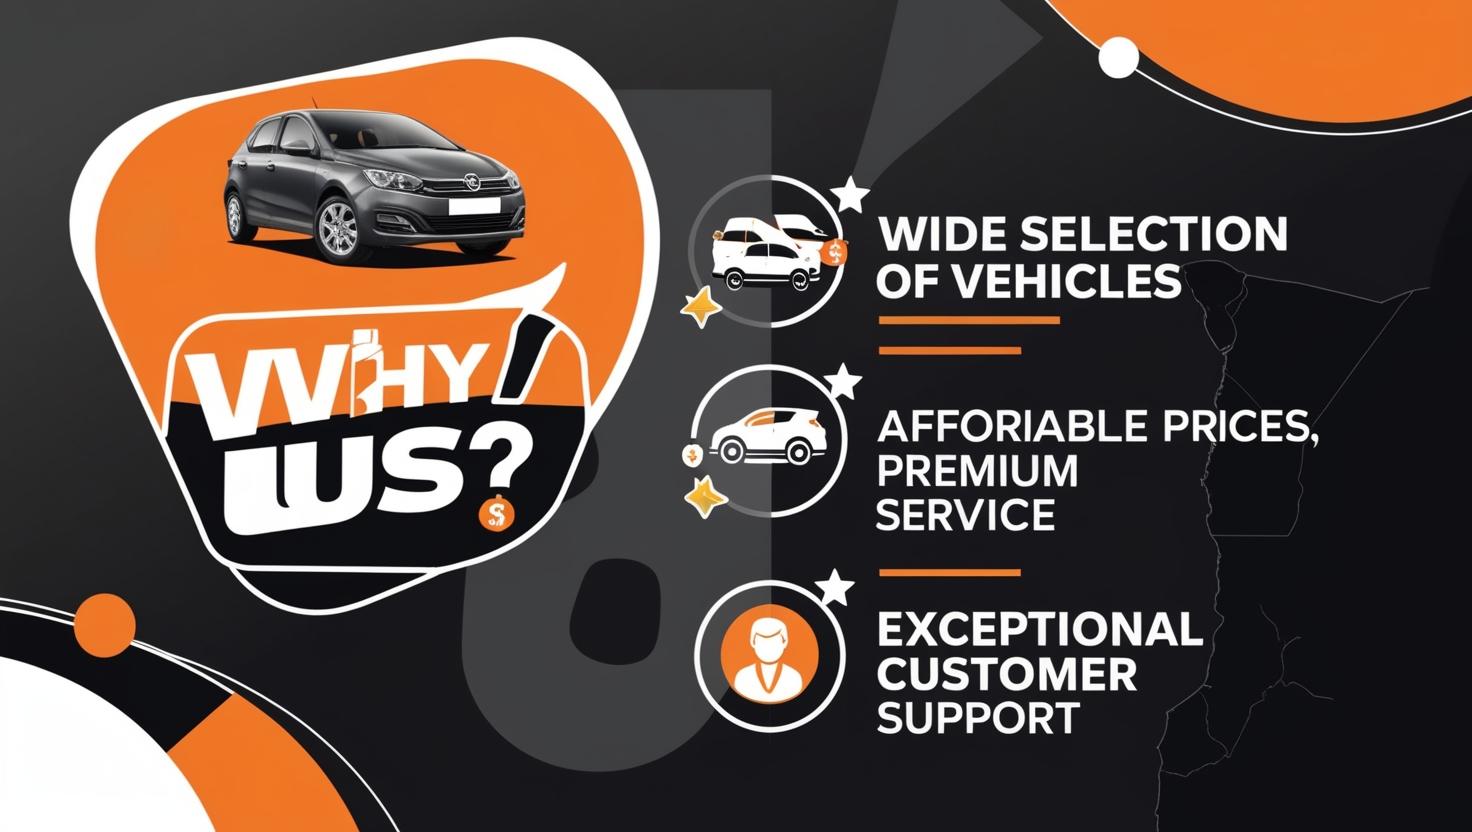 WHY
US?
$
WIDE SELECTION
OF VEHICLES
$
AFFORIABLE PRICES,
PREMIUM
SERVICE
EXCEPTIONAL
CUSTOMER
SUPPORT